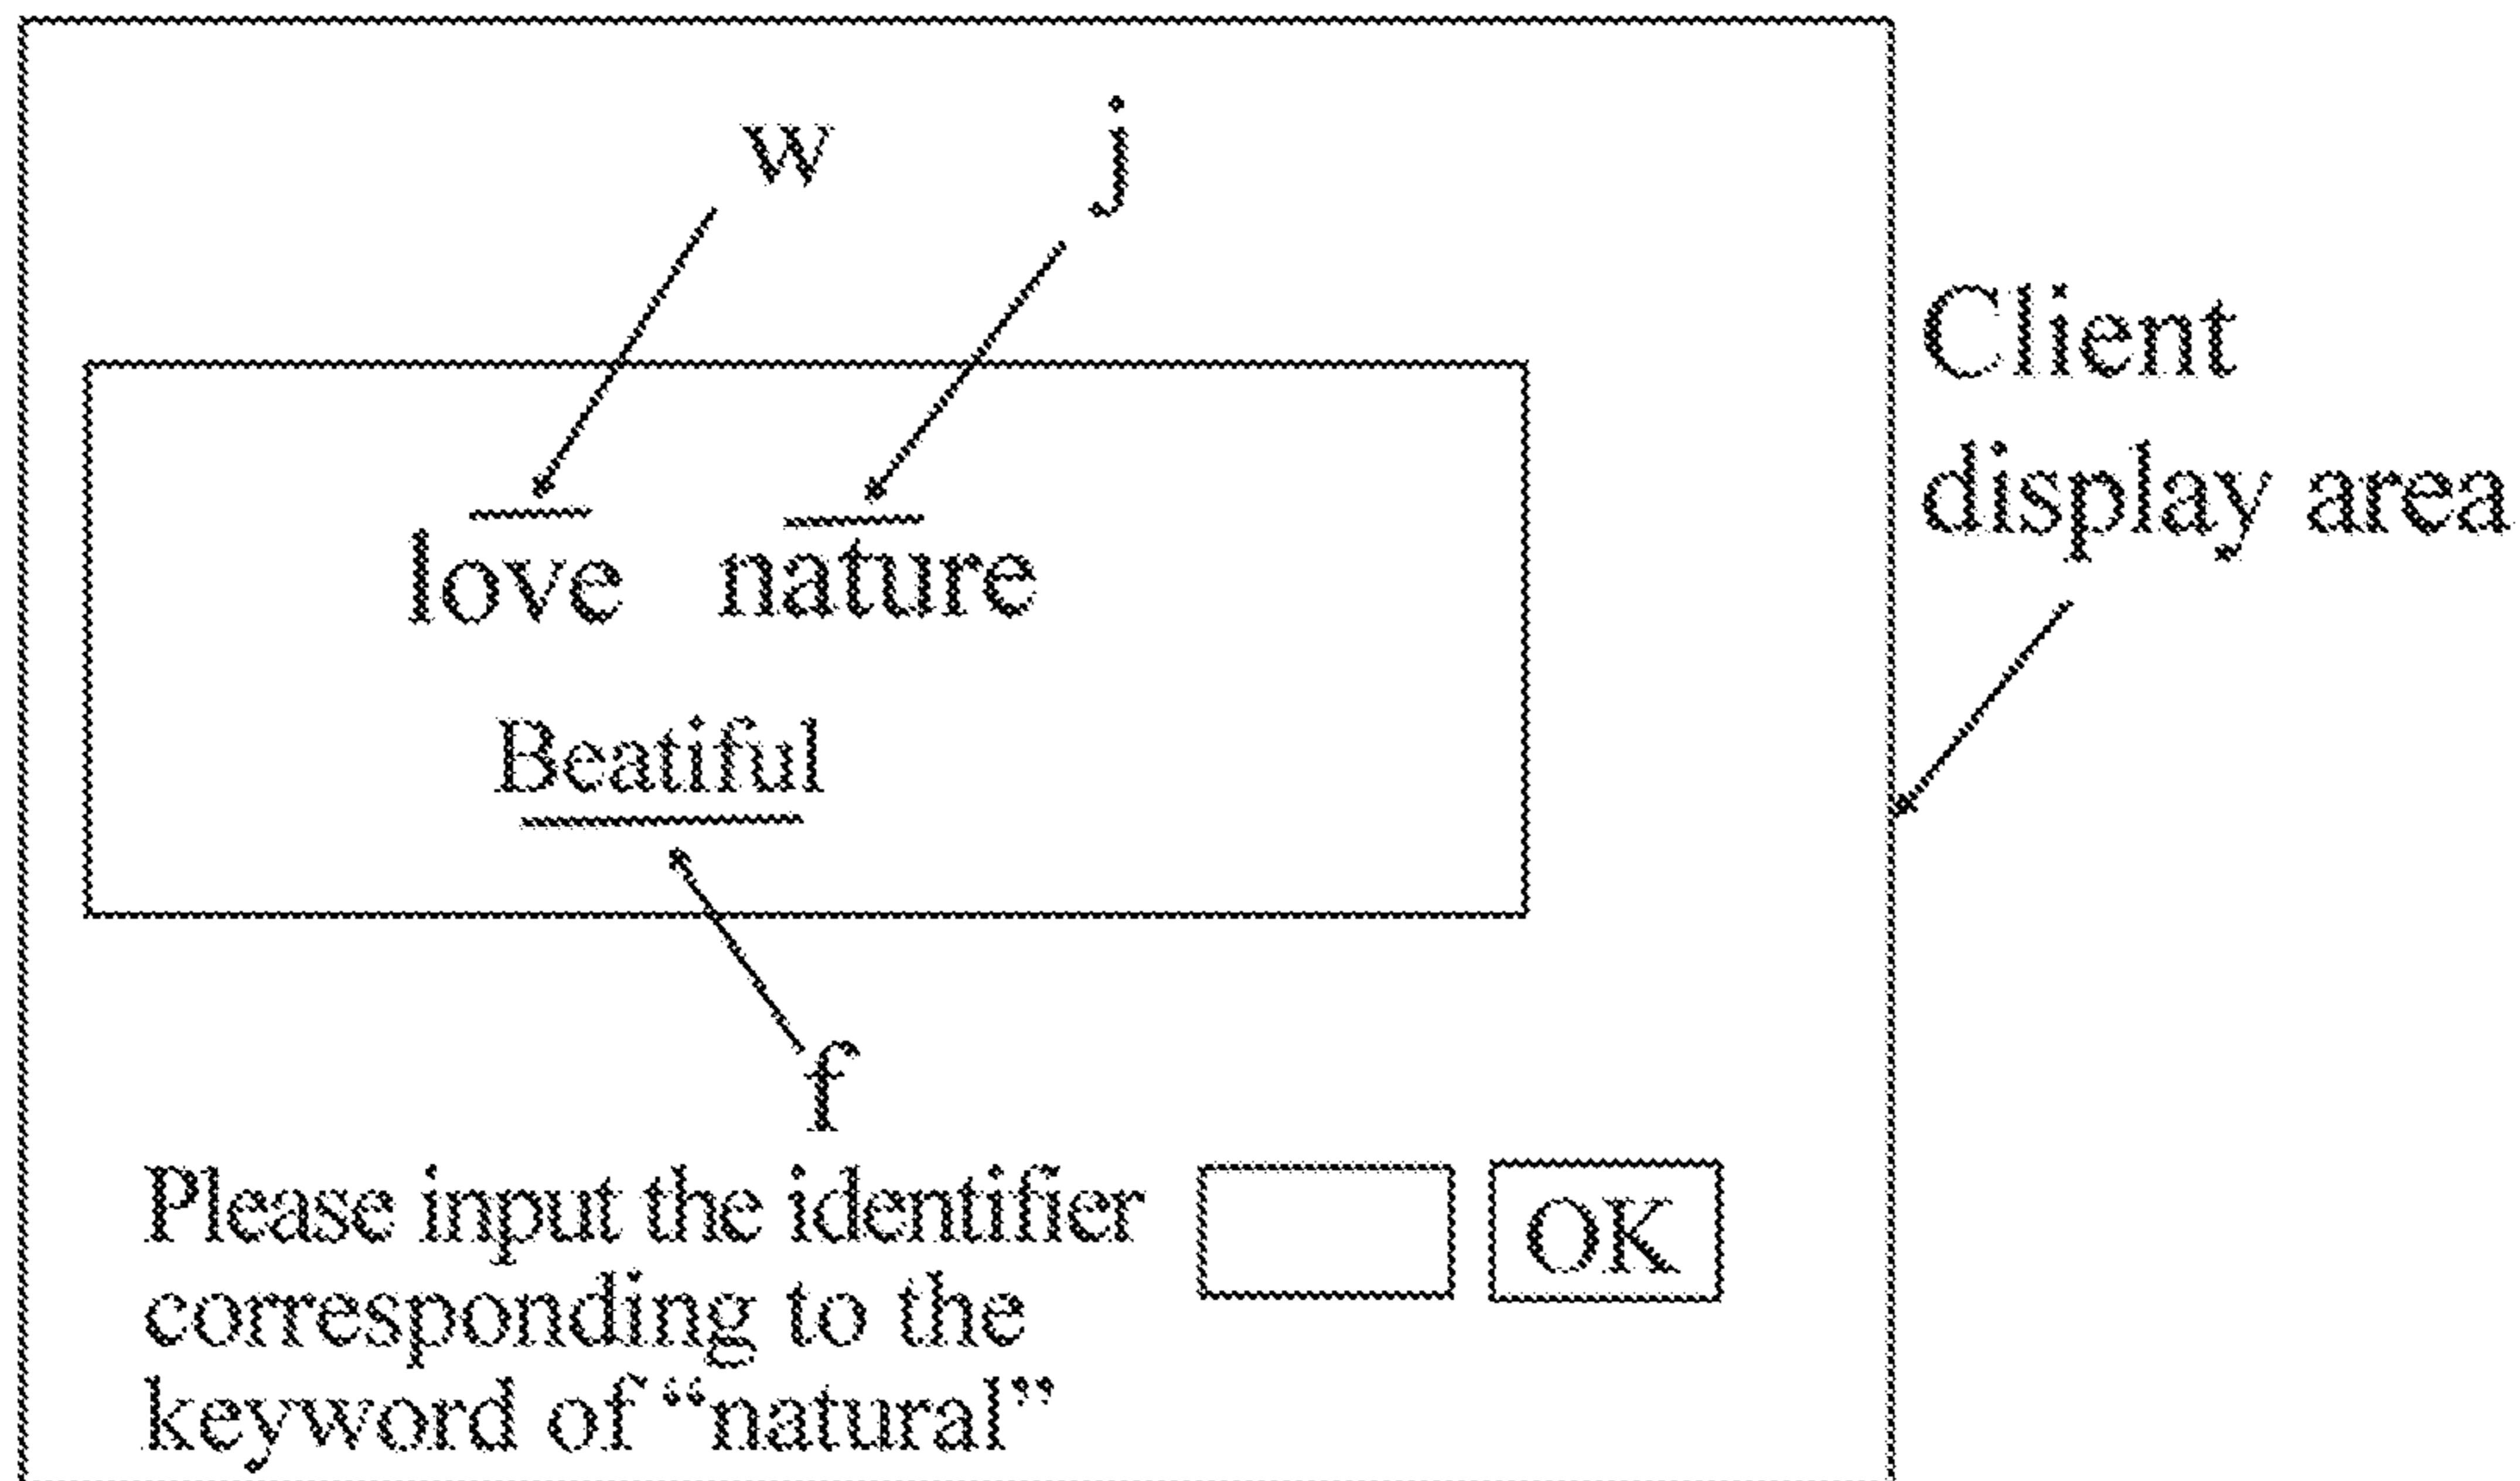 w j
Client
display area
love nature
Beatiful
f
Please input the identifier
corresponding to the
keyword of “natural”
OK